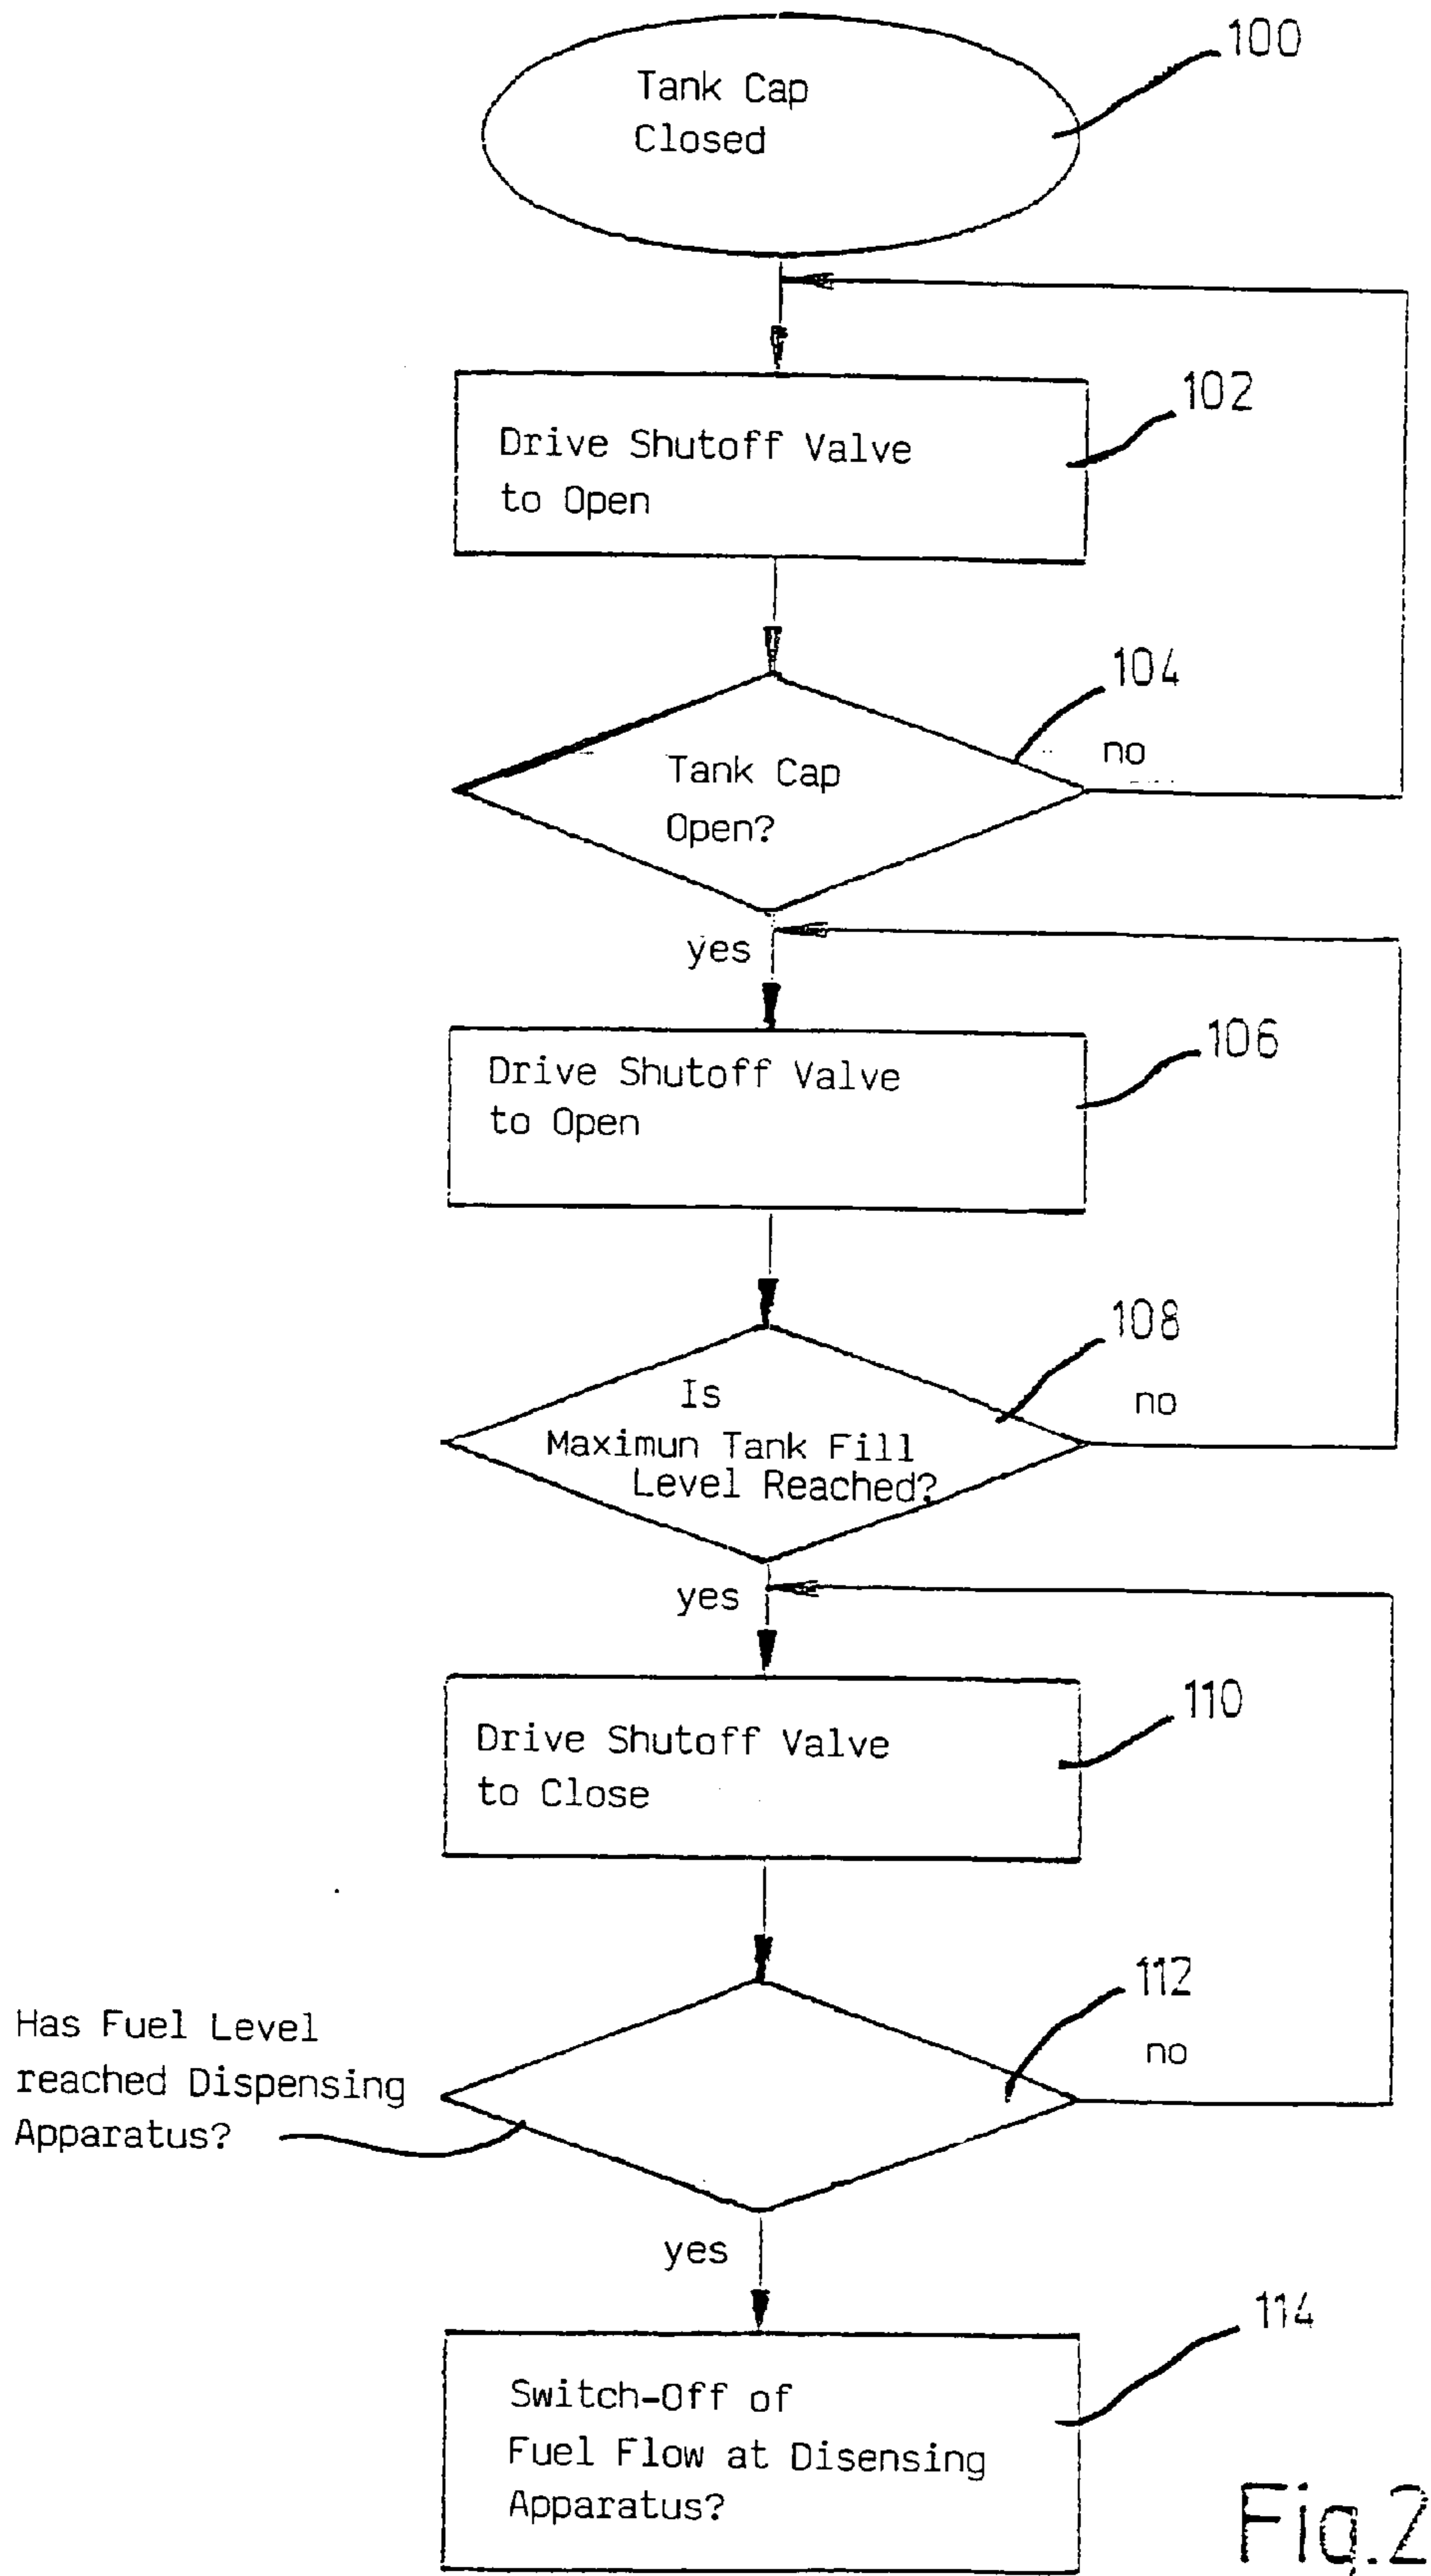 100
Tank Cap
Closed
102
Drive Shutoff Valve
to Open
104
no
Tank Cap
Open?
yes
106
Drive Shutoff Valve
to Open
108
no
Is
Maximun Tank Fill
Level Reached?
yes
110
Drive Shutoff Valve
to Close
112
no
Has Fuel Level
reached Dispensing
Apparatus?
yes
114
Switch-Off of
Fuel Flow at Disensing
Apparatus?
Fig.2